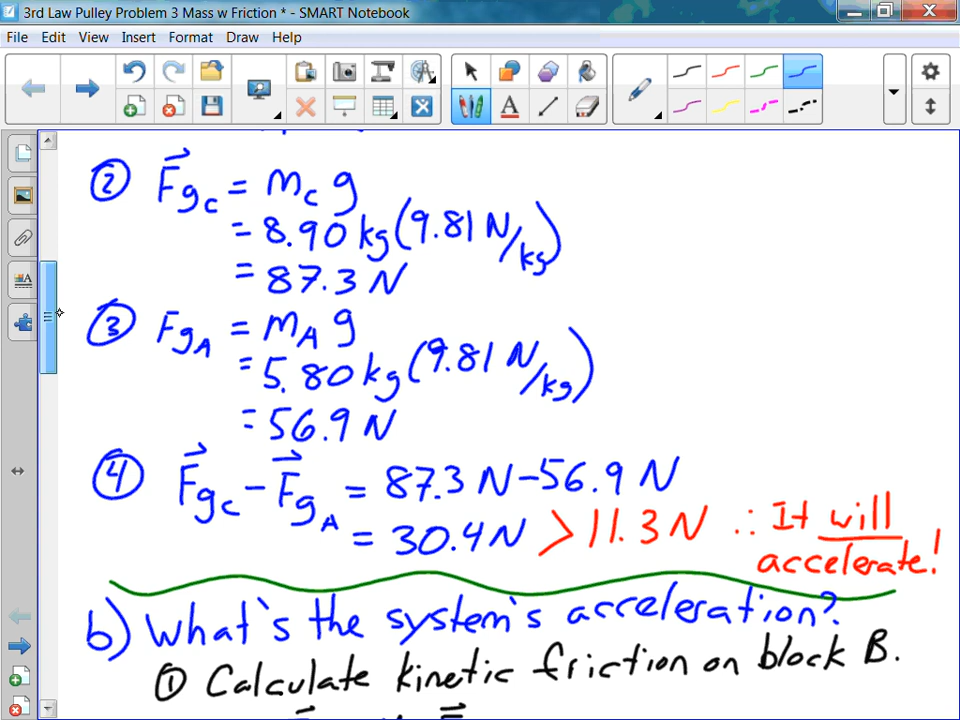 3rd Law Pulley Problem 3 Mass w Friction * - SMART Notebook
File Edit View Insert Format Draw Help
② F⃗gC = mC g
= 8.90 kg(9.81 N/kg)
= 87.3 N
③ FgA = mA g
= 5.80 kg(9.81 N/kg)
= 56.9 N
④ F⃗gC − F⃗gA = 87.3 N − 56.9 N
= 30.4 N > 11.3 N ∴ It will
accelerate!
b) What's the system's acceleration?
① Calculate kinetic friction on block B.